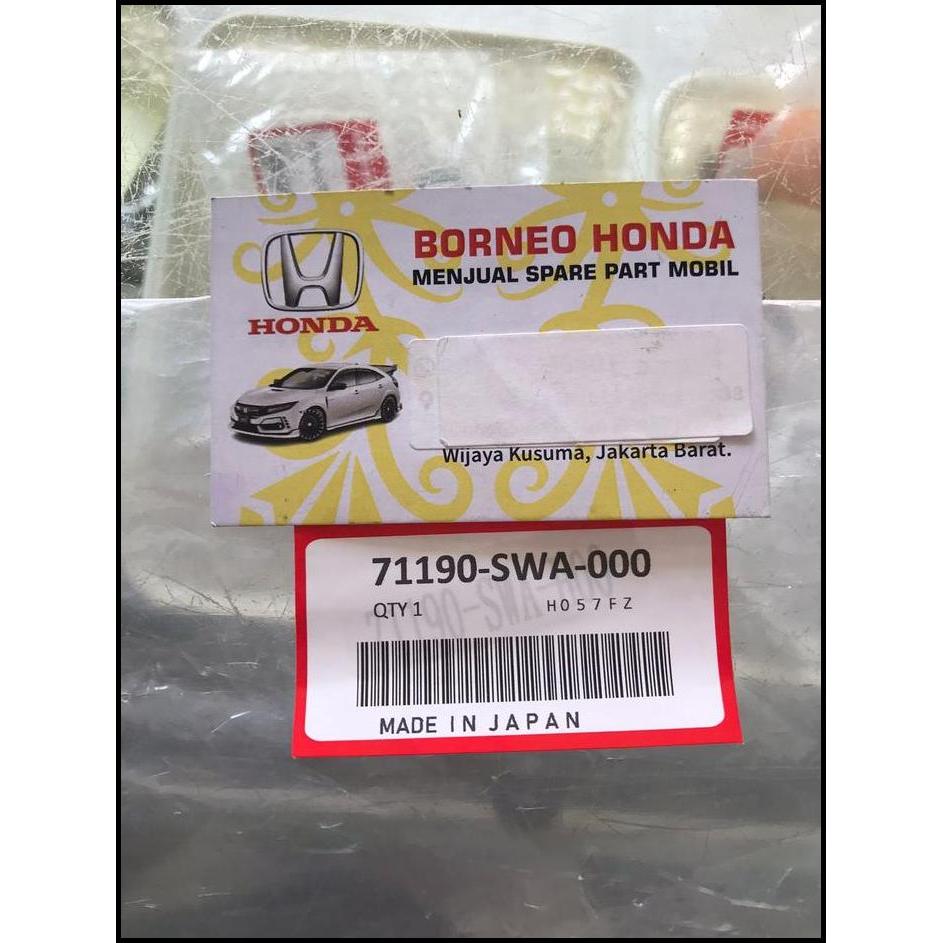 BORNEO HONDA
MENJUAL SPARE PART MOBIL
HONDA
Wijaya Kusuma, Jakarta Barat.
71190-SWA-000
QTY 1 H057FZ
MADE IN JAPAN